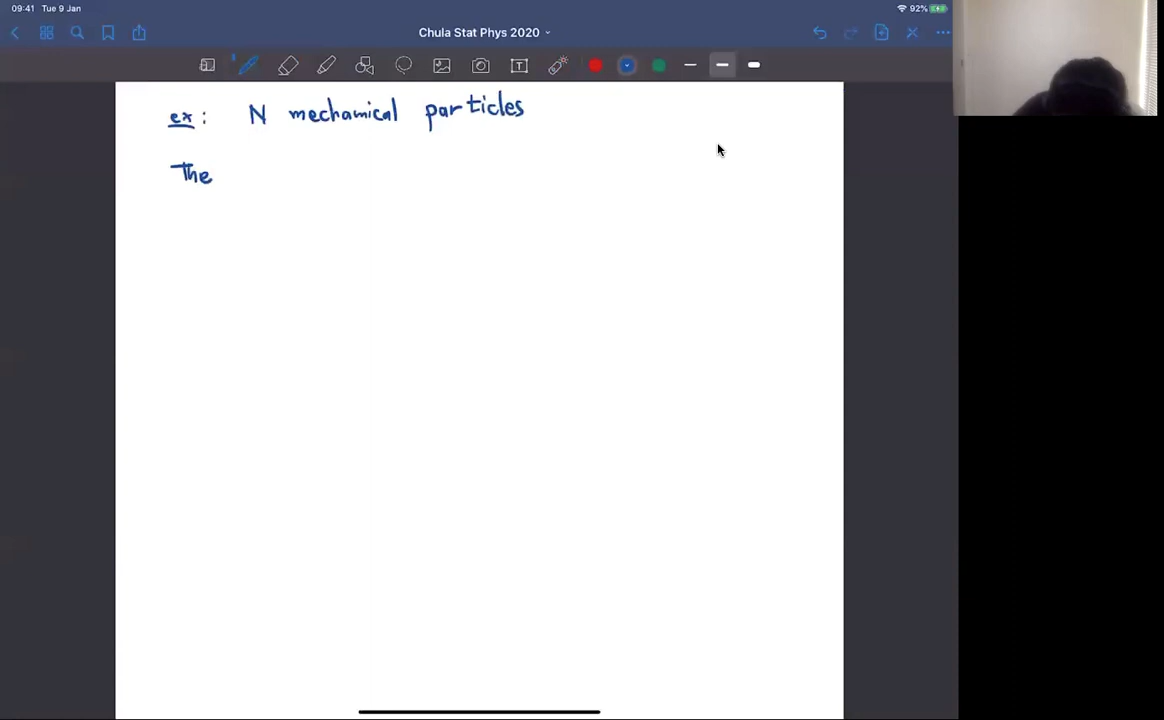 09:41 Tue 9 Jan
92%
Chula Stat Phys 2020
ex: N mechanical particles
The